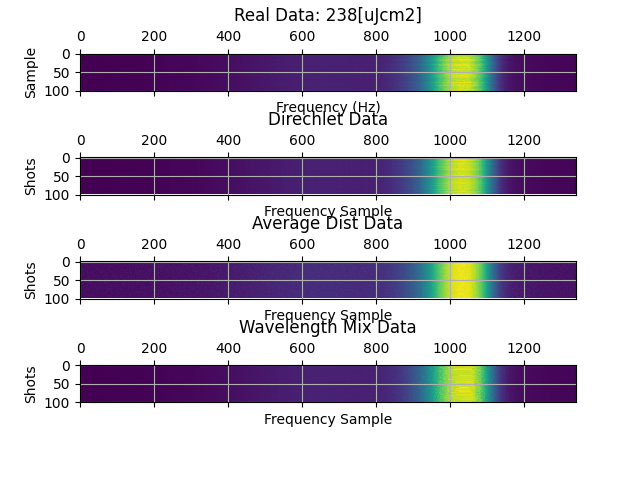 Real Data: 238[uJcm2]
0 200 400 600 800 1000 1200
Sample
0
50
100
Frequency (Hz)
Direchlet Data
0 200 400 600 800 1000 1200
Shots
0
50
100
Frequency Sample
Average Dist Data
0 200 400 600 800 1000 1200
Shots
0
50
100
Frequency Sample
Wavelength Mix Data
0 200 400 600 800 1000 1200
Shots
0
50
100
Frequency Sample